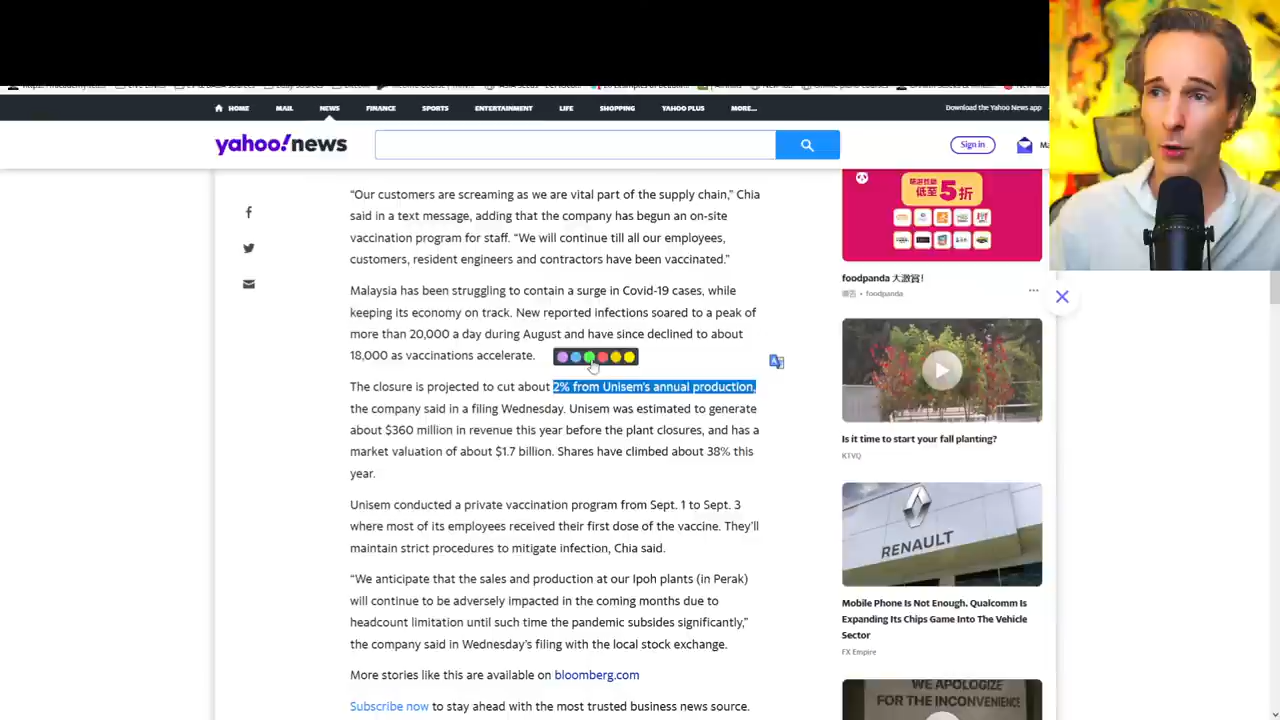 HOME MAIL NEWS FINANCE SPORTS ENTERTAINMENT LIFE SHOPPING YAHOO PLUS MORE... Download the Yahoo News app
yahoo!news
Sign in
“Our customers are screaming as we are vital part of the supply chain,” Chia
said in a text message, adding that the company has begun an on-site
vaccination program for staff. “We will continue till all our employees,
customers, resident engineers and contractors have been vaccinated.”
Malaysia has been struggling to contain a surge in Covid-19 cases, while
keeping its economy on track. New reported infections soared to a peak of
more than 20,000 a day during August and have since declined to about
18,000 as vaccinations accelerate.
The closure is projected to cut about 2% from Unisem’s annual production,
the company said in a filing Wednesday. Unisem was estimated to generate
about $360 million in revenue this year before the plant closures, and has a
market valuation of about $1.7 billion. Shares have climbed about 38% this
year.
Unisem conducted a private vaccination program from Sept. 1 to Sept. 3
where most of its employees received their first dose of the vaccine. They’ll
maintain strict procedures to mitigate infection, Chia said.
“We anticipate that the sales and production at our Ipoh plants (in Perak)
will continue to be adversely impacted in the coming months due to
headcount limitation until such time the pandemic subsides significantly,”
the company said in Wednesday’s filing with the local stock exchange.
More stories like this are available on bloomberg.com
Subscribe now to stay ahead with the most trusted business news source.
低至5折
foodpanda 大激賞!
foodpanda
Is it time to start your fall planting?
KTVQ
RENAULT
Mobile Phone Is Not Enough, Qualcomm Is
Expanding Its Chips Game Into The Vehicle
Sector
FX Empire
WE APOLOGIZE
FOR THE INCONVENIENCE